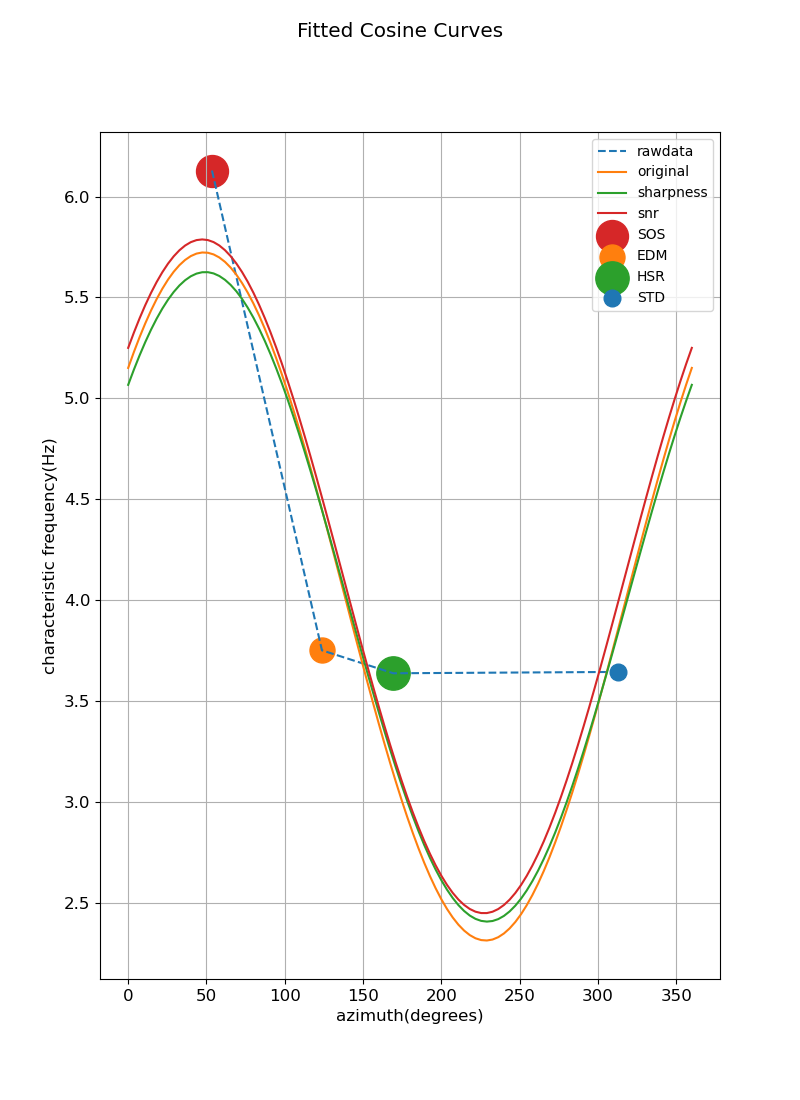 Fitted Cosine Curves
rawdata
original
sharpness
snr
SOS
EDM
HSR
STD
6.0
5.5
5.0
4.5
4.0
3.5
3.0
2.5
characteristic frequency(Hz)
0 50 100 150 200 250 300 350
azimuth(degrees)